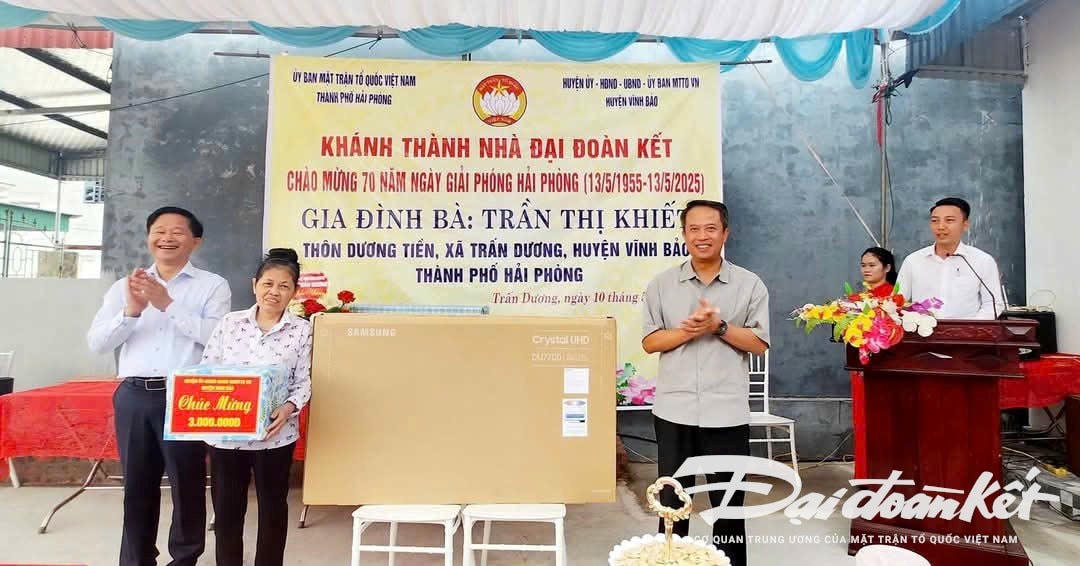 ỦY BAN MẶT TRẬN TỔ QUỐC VIỆT NAM
THÀNH PHỐ HẢI PHÒNG
HUYỆN ỦY - HĐND - UBND - ỦY BAN MTTQ VN
HUYỆN VĨNH BẢO
KHÁNH THÀNH NHÀ ĐẠI ĐOÀN KẾT
CHÀO MỪNG 70 NĂM NGÀY GIẢI PHÓNG HẢI PHÒNG (13/5/1955-13/5/2025)
GIA ĐÌNH BÀ: TRẦN THỊ KHIẾT
THÔN DƯƠNG TIỀN, XÃ TRẤN DƯƠNG, HUYỆN VĨNH BẢO
THÀNH PHỐ HẢI PHÒNG
Trấn Dương, ngày 10 tháng
SAMSUNG
Crystal UHD
DU7700
Chúc Mừng
3.000.000Đ
Đại đoàn Kết
CƠ QUAN TRUNG ƯƠNG CỦA MẶT TRẬN TỔ QUỐC VIỆT NAM